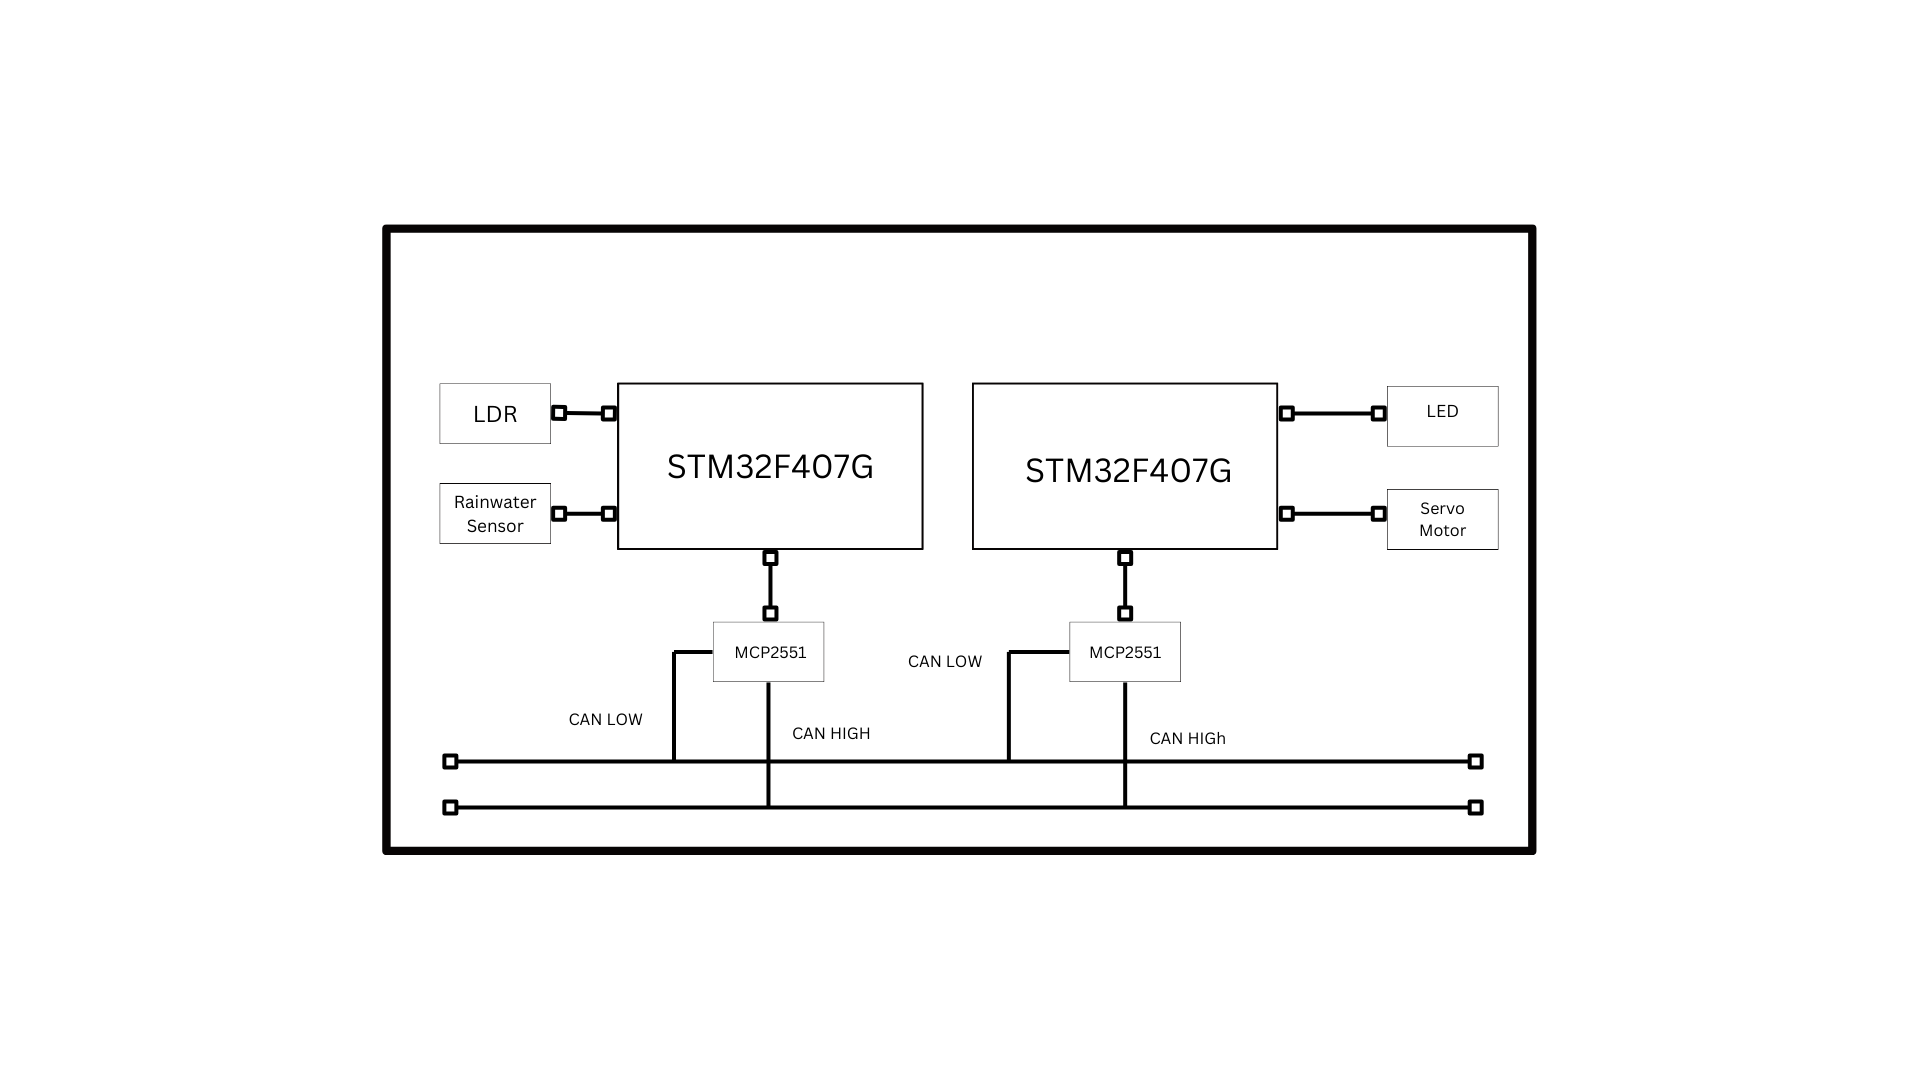 LDR
STM32F407G
STM32F407G
LED
Rainwater
Sensor
Servo
Motor
MCP2551
MCP2551
CAN LOW
CAN LOW
CAN HIGH
CAN HIGh